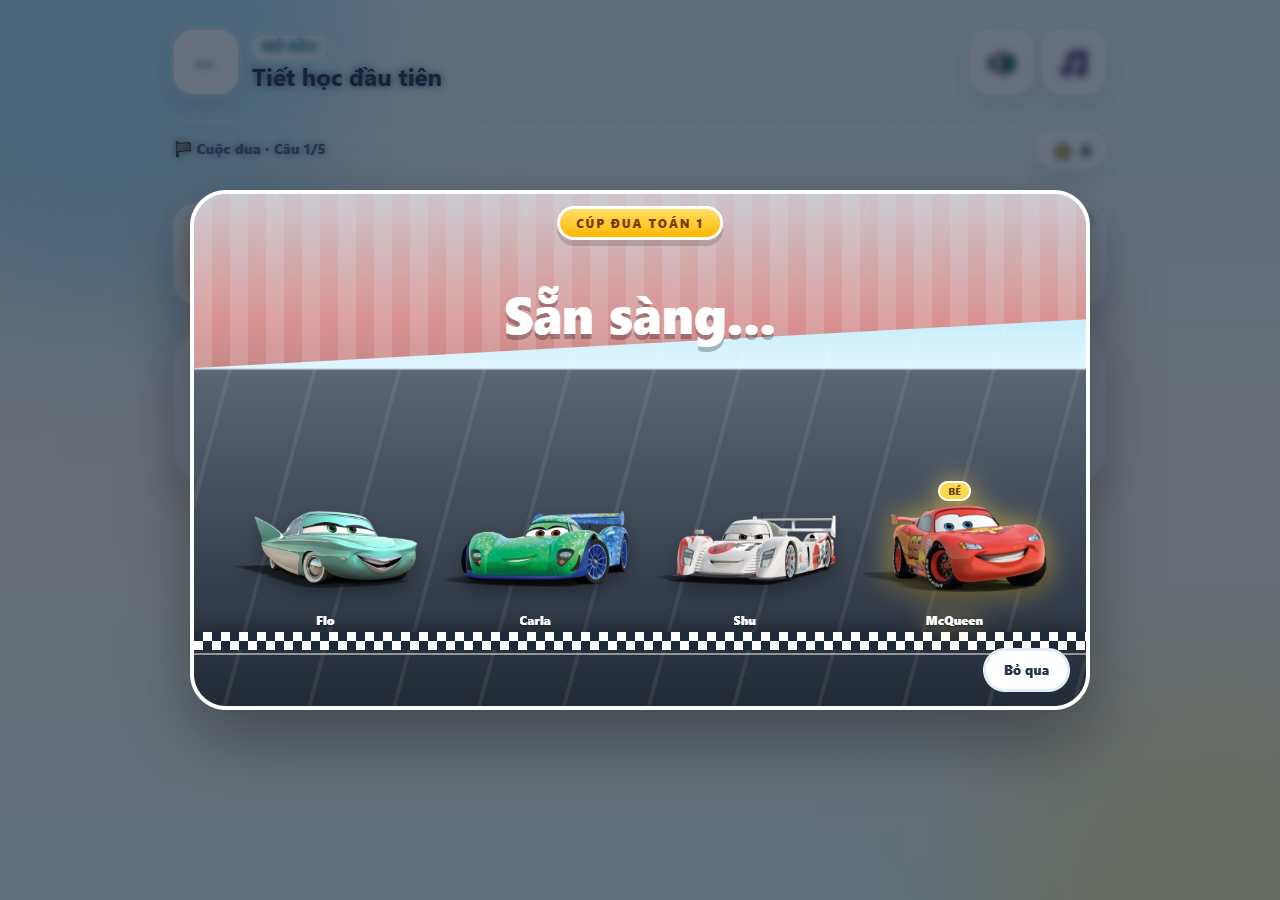 Tiết học đầu tiên
Cuộc đua · Câu 1/5
CÚP ĐUA TOÁN 1
Sẵn sàng...
BÉ
Flo
Carla
Shu
McQueen
Bỏ qua